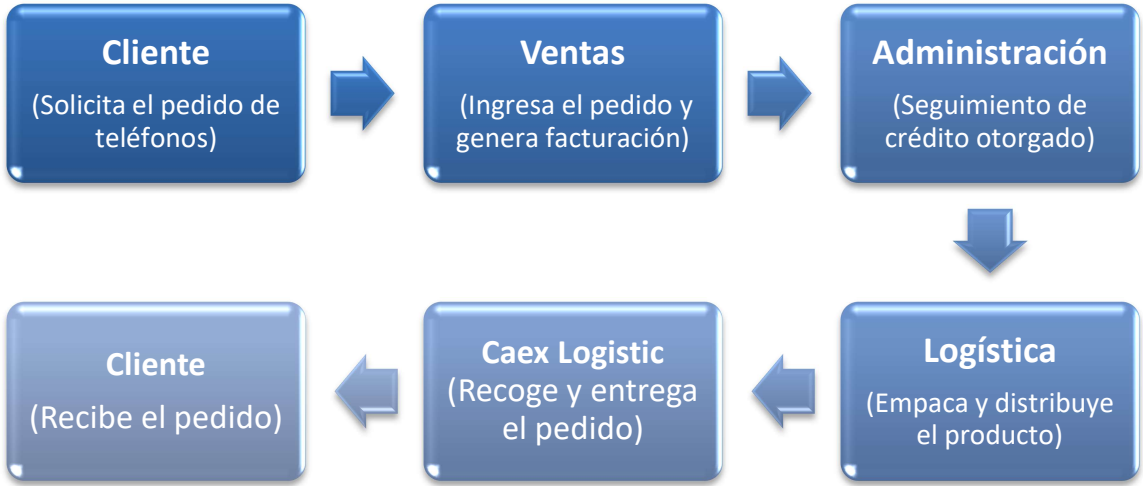 Cliente
(Solicita el pedido de
teléfonos)
Ventas
(Ingresa el pedido y
genera facturación)
Administración
(Seguimiento de
crédito otorgado)
Logística
(Empaca y distribuye
el producto)
Caex Logistic
(Recoge y entrega
el pedido)
Cliente
(Recibe el pedido)